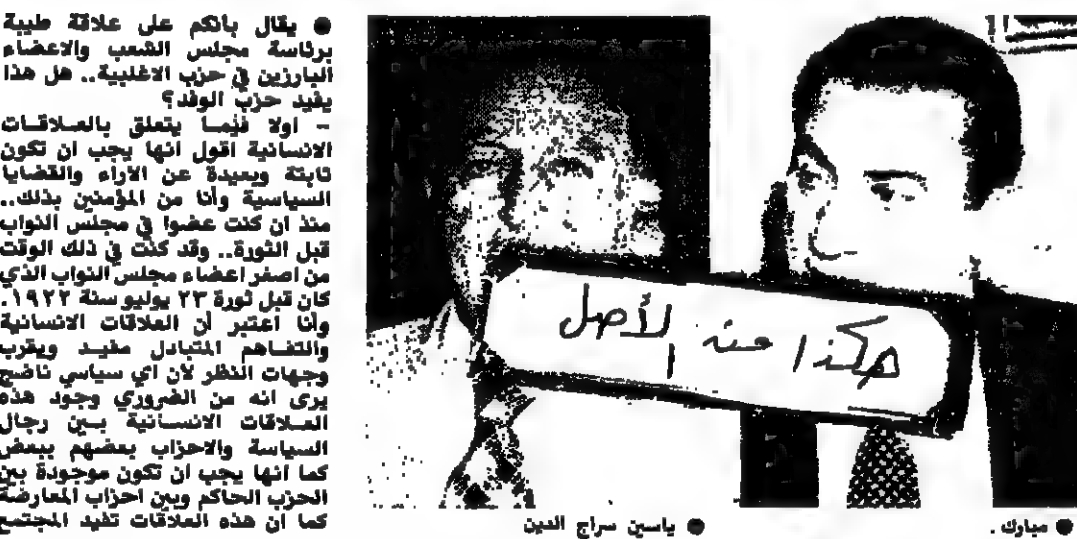 ● يقال بأنكم على علاقة طيبة
برئاسة مجلس الشعب والاعضاء
البارزين في حزب الاغلبية.. هل هذا
يفيد حزب الوفد؟
- اولا فيما يتعلق بالعلاقات
الانسانية اقول انها يجب ان تكون
ثابتة وبعيدة عن الاراء والقضايا
السياسية وأنا من المؤمنين بذلك..
منذ ان كنت عضوا في مجلس النواب
قبل الثورة.. وقد كنت في ذلك الوقت
من اصغر اعضاء مجلس النواب الذي
كان قبل ثورة ٢٣ يوليو سنة ١٩٢٢.
وأنا اعتبر أن العلاقات الانسانية
والتفاهم المتبادل مفيد ويقرب
وجهات النظر لان اي سياسي ناضج
يرى انه من الضروري وجود هذه
العلاقات الانسانية بين رجال
السياسة والاحزاب بعضهم ببعض
كما انها يجب ان تكون موجودة بين
الحزب الحاكم وبين احزاب المعارضة
كما ان هذه العلاقات تفيد المجتمع
هكذا من الأصل
● مبارك.
● ياسين سراج الدين